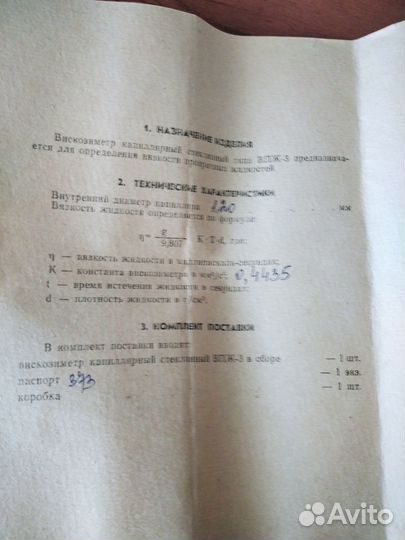 1. НАЗНАЧЕНИЕ ИЗДЕЛИЯ
Вискозиметр капиллярный стеклянный типа ВПЖ-3 предназнача-
ется для определения вязкости прозрачных жидкостей.
2. ТЕХНИЧЕСКИЕ ХАРАКТЕРИСТИКИ
Внутренний диаметр капилляра 1,20 мм
Вязкость жидкости определяется по формуле:
η = g / 9,807 K·T·d, где:
η — вязкость жидкости в миллипаскаль-секундах;
К — константа вискозиметра в мм²/с² 0,4435
t — время истечения жидкости в секундах;
d — плотность жидкости в г/см³.
3. КОМПЛЕКТ ПОСТАВКИ
В комплект поставки входят:
вискозиметр капиллярный стеклянный ВПЖ-3 в сборе — 1 шт.
паспорт 373 — 1 экз.
коробка — 1 шт.
Avito